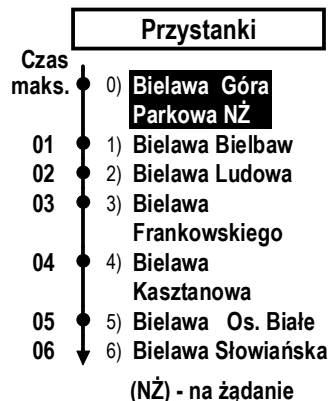 Przystanki
Czas
maks.
0) Bielawa Góra
Parkowa NŻ
01 1) Bielawa Bielbaw
02 2) Bielawa Ludowa
03 3) Bielawa
Frankowskiego
04 4) Bielawa
Kasztanowa
05 5) Bielawa Os. Białe
06 6) Bielawa Słowiańska
(NŻ) - na żądanie